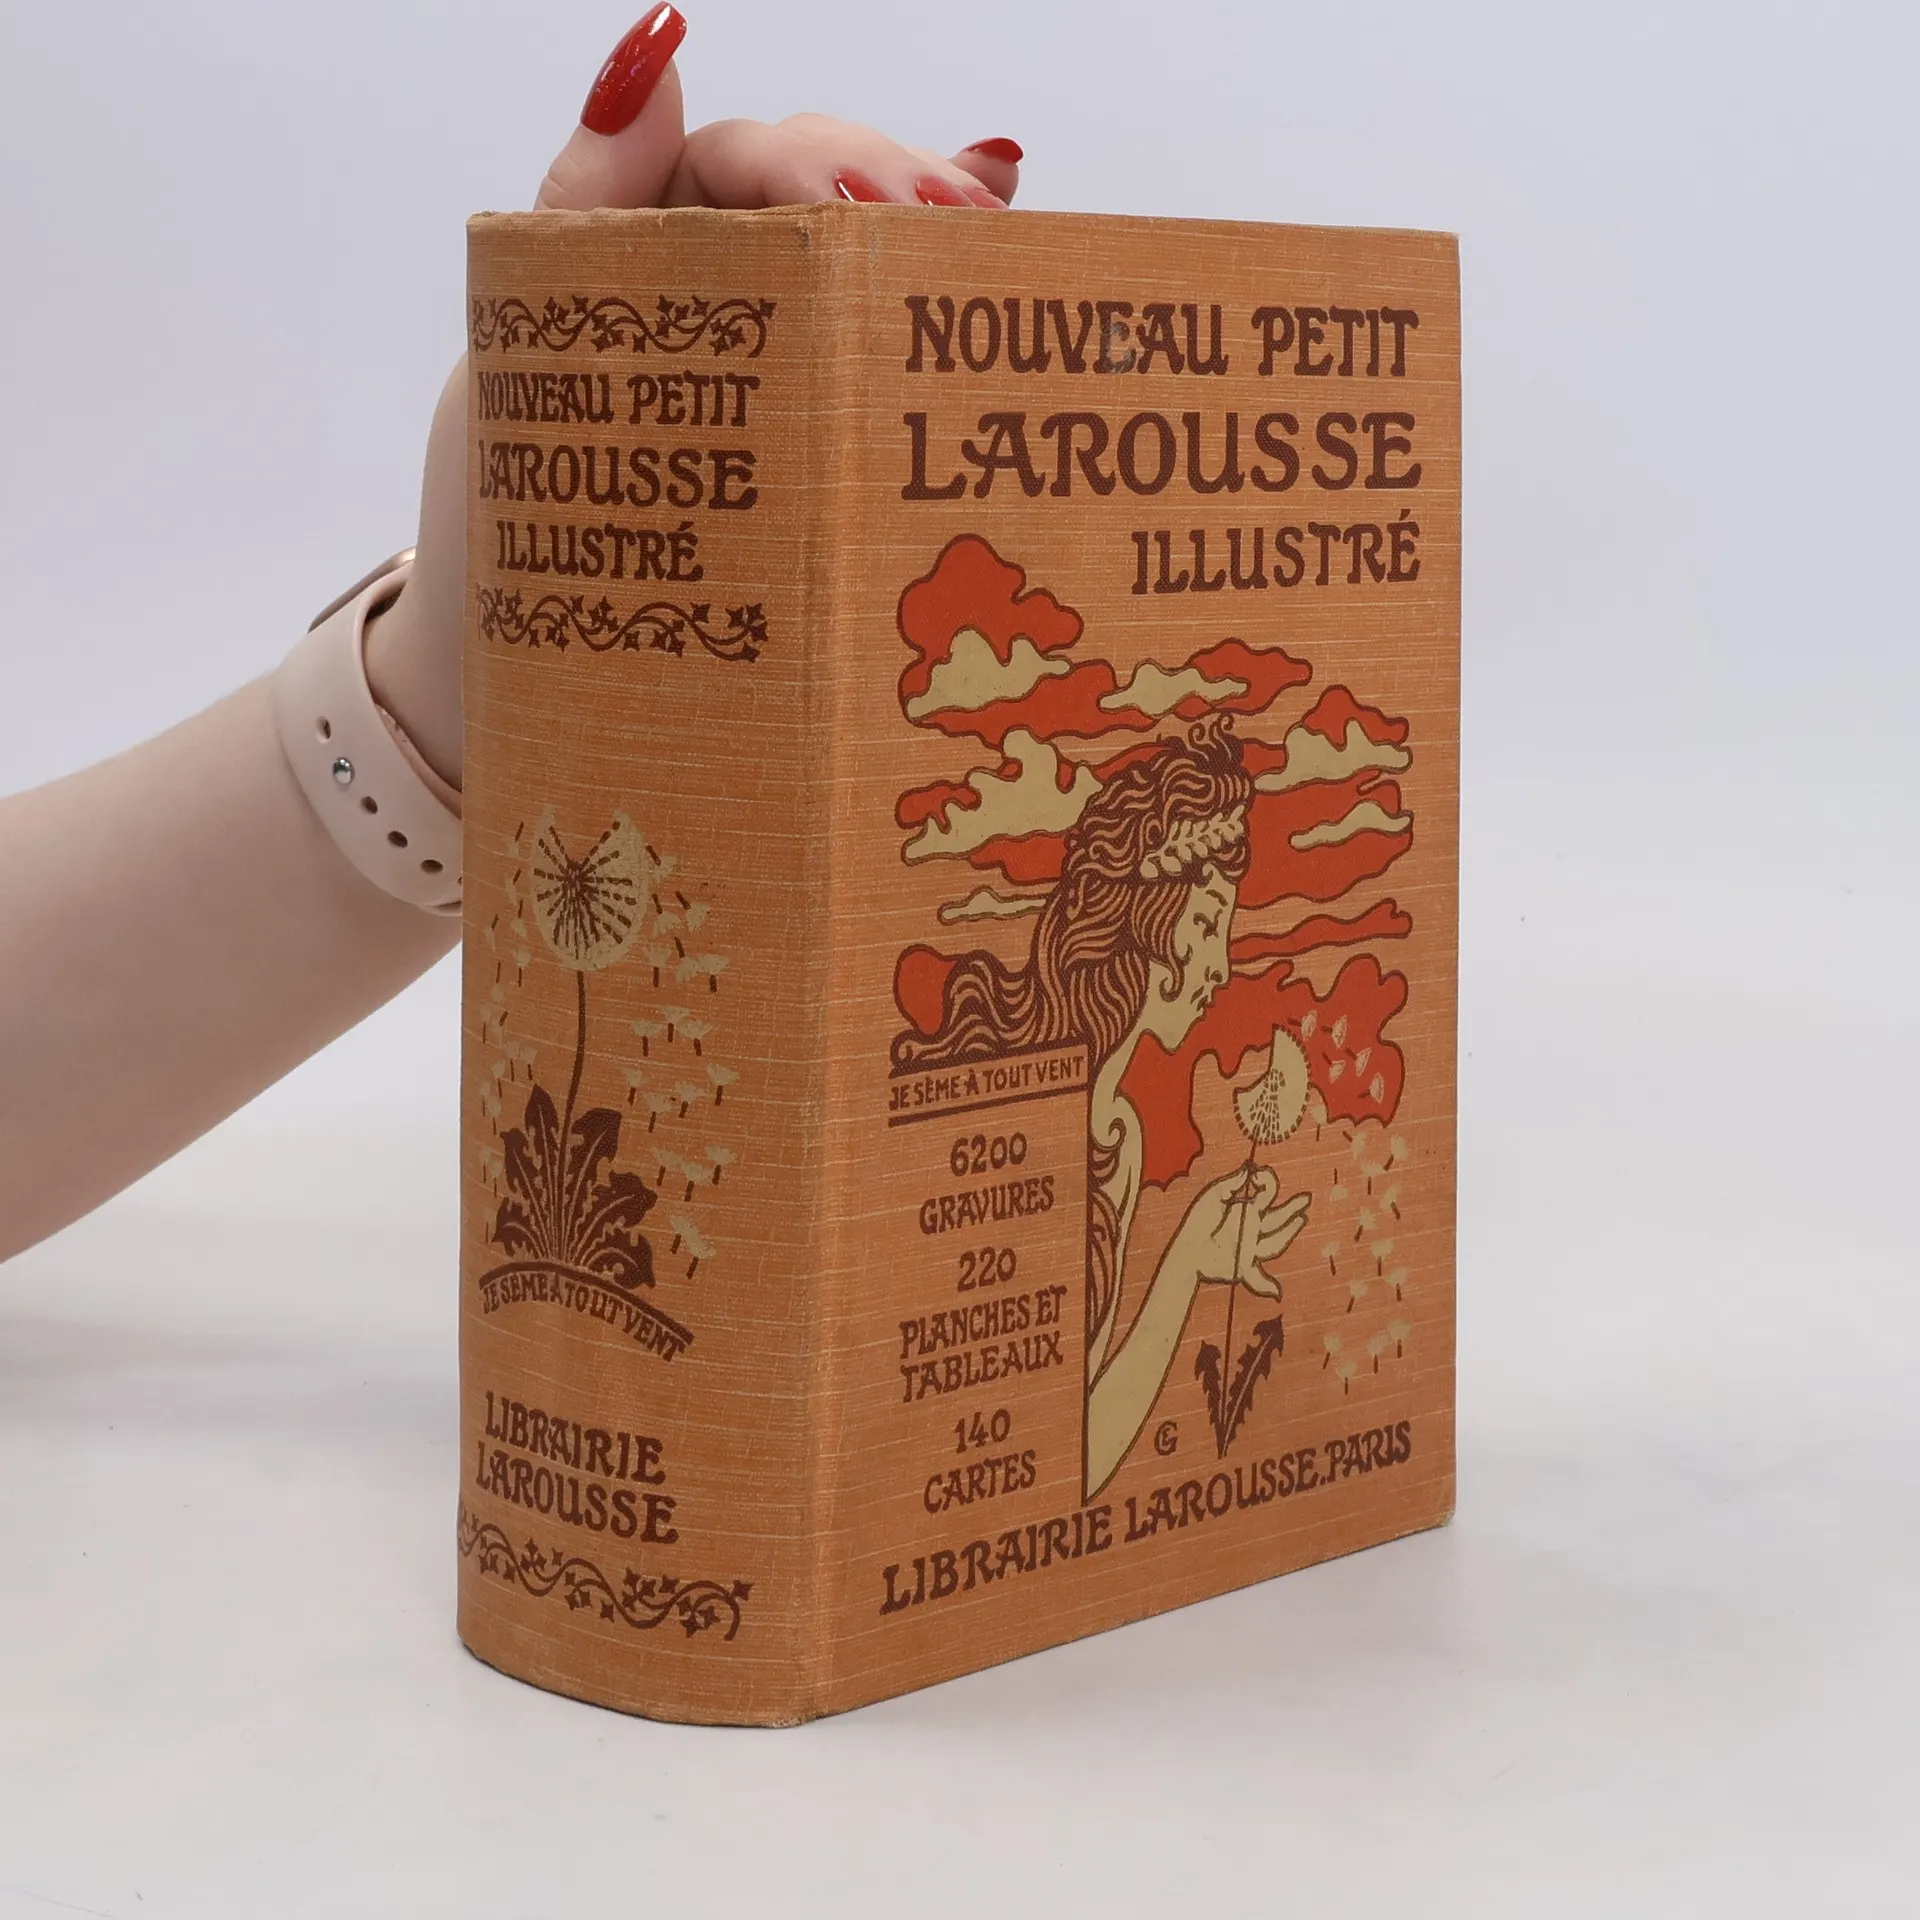 NOUVEAU PETIT
LAROUSSE
ILLUSTRÉ
JE SÈME À TOUT VENT
LIBRAIRIE
LAROUSSE
NOUVEAU PETIT
LAROUSSE
ILLUSTRÉ
JE SÈME À TOUT VENT
6200
GRAVURES
220
PLANCHES ET
TABLEAUX
140
CARTES
LIBRAIRIE LAROUSSE.PARIS